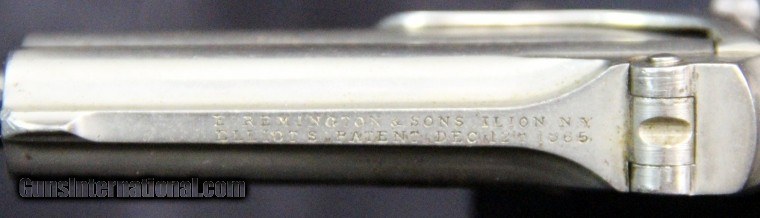 E. REMINGTON & SONS ILION N.Y.
ELLIOT'S PATENT DEC. 12th 1865
GunsInternational.com